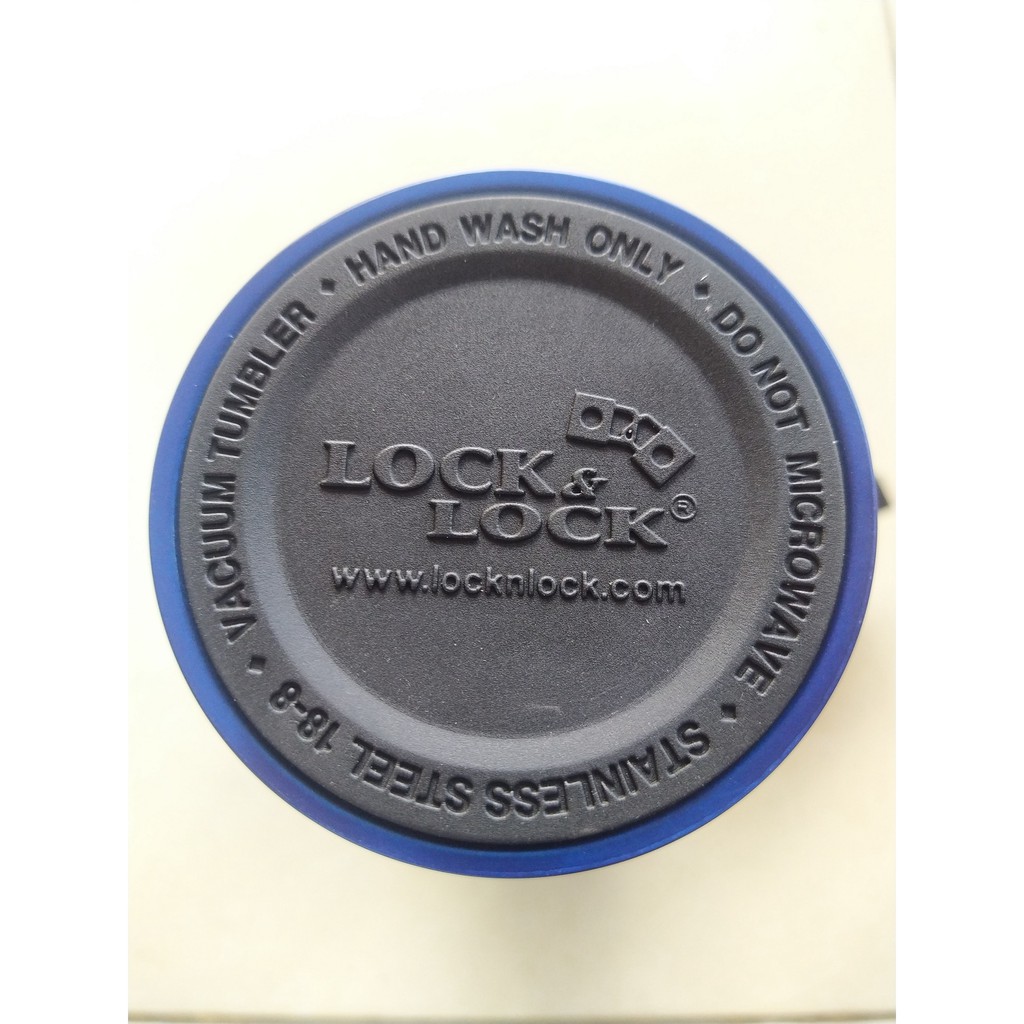 VACUUM TUMBLER ⬩ HAND WASH ONLY ⬩ DO NOT MICROWAVE ⬩ STAINLESS STEEL 18-8 ⬩
LOCK &
LOCK ®
www.locknlock.com